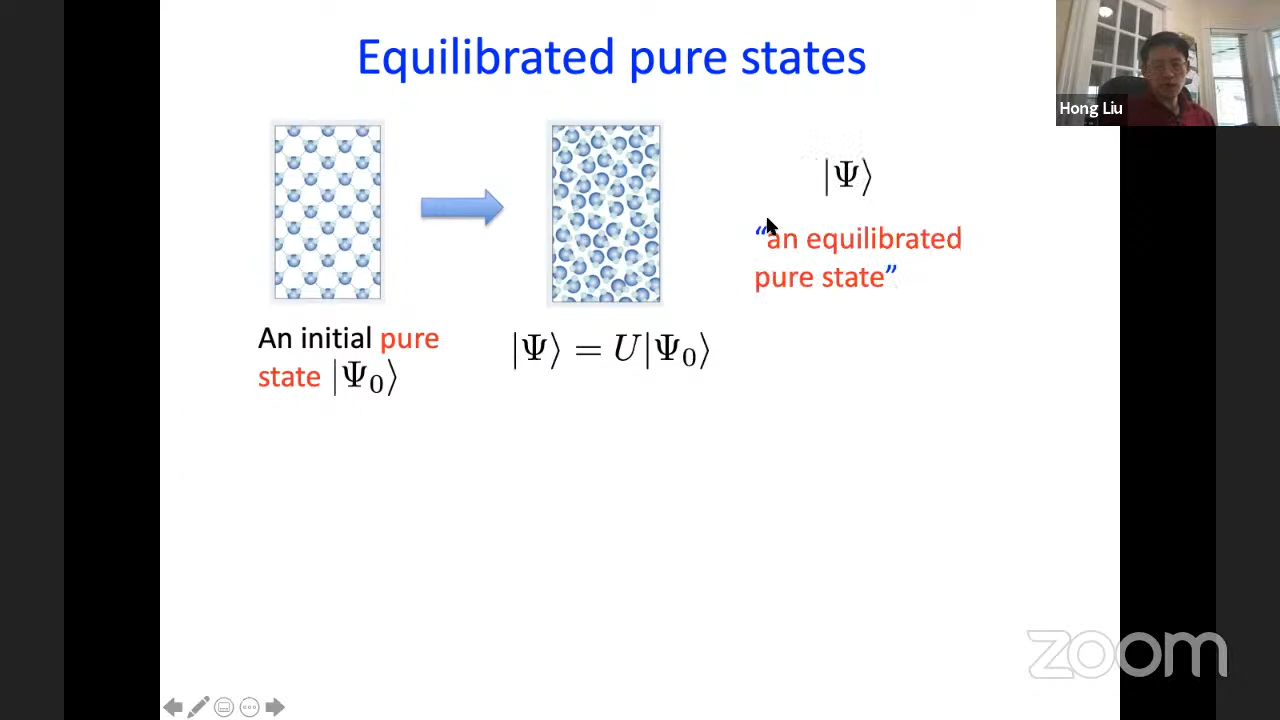 Equilibrated pure states
Hong Liu
|Ψ⟩
“an equilibrated
pure state”
An initial pure
state |Ψ₀⟩
|Ψ⟩ = U|Ψ₀⟩
zoom